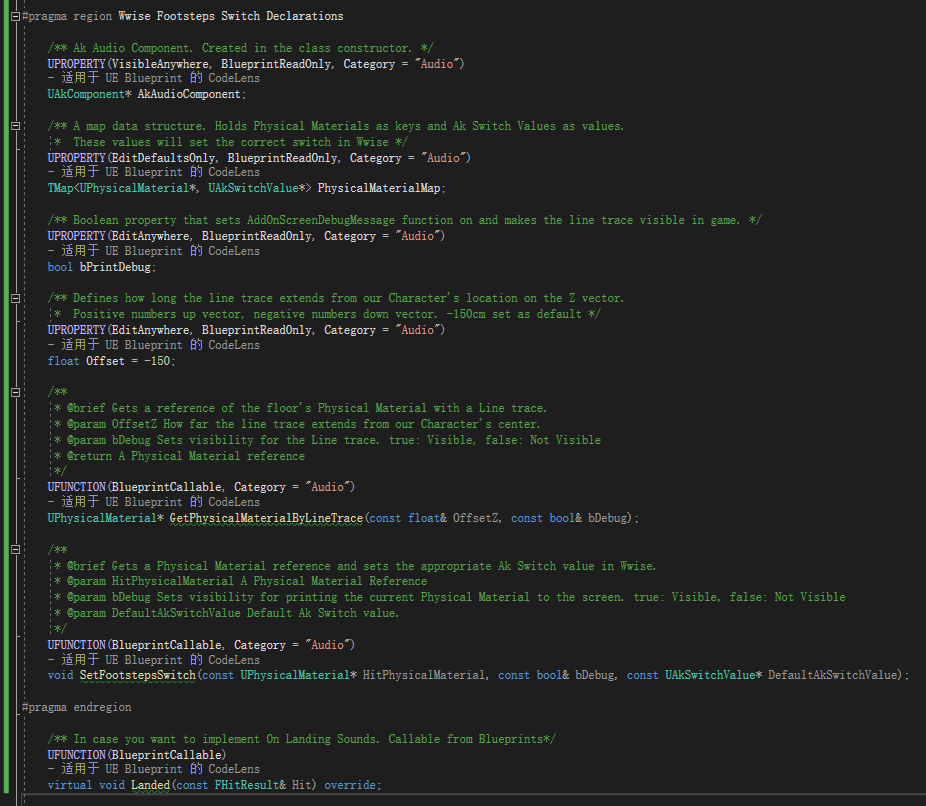 #pragma region Wwise Footsteps Switch Declarations
/** Ak Audio Component. Created in the class constructor. */
UPROPERTY(VisibleAnywhere, BlueprintReadOnly, Category = "Audio")
- 适用于 UE Blueprint 的 CodeLens
UAkComponent* AkAudioComponent;
/** A map data structure. Holds Physical Materials as keys and Ak Switch Values as values.
* These values will set the correct switch in Wwise */
UPROPERTY(EditDefaultsOnly, BlueprintReadOnly, Category = "Audio")
- 适用于 UE Blueprint 的 CodeLens
TMap<UPhysicalMaterial*, UAkSwitchValue*> PhysicalMaterialMap;
/** Boolean property that sets AddOnScreenDebugMessage function on and makes the line trace visible in game. */
UPROPERTY(EditAnywhere, BlueprintReadOnly, Category = "Audio")
- 适用于 UE Blueprint 的 CodeLens
bool bPrintDebug;
/** Defines how long the line trace extends from our Character's location on the Z vector.
* Positive numbers up vector, negative numbers down vector. -150cm set as default */
UPROPERTY(EditAnywhere, BlueprintReadOnly, Category = "Audio")
- 适用于 UE Blueprint 的 CodeLens
float Offset = -150;
/**
* @brief Gets a reference of the floor's Physical Material with a Line trace.
* @param OffsetZ How far the line trace extends from our Character's center.
* @param bDebug Sets visibility for the Line trace. true: Visible, false: Not Visible
* @return A Physical Material reference
*/
UFUNCTION(BlueprintCallable, Category = "Audio")
- 适用于 UE Blueprint 的 CodeLens
UPhysicalMaterial* GetPhysicalMaterialByLineTrace(const float& OffsetZ, const bool& bDebug);
/**
* @brief Gets a Physical Material reference and sets the appropriate Ak Switch value in Wwise.
* @param HitPhysicalMaterial A Physical Material Reference
* @param bDebug Sets visibility for printing the current Physical Material to the screen. true: Visible, false: Not Visible
* @param DefaultAkSwitchValue Default Ak Switch value.
*/
UFUNCTION(BlueprintCallable, Category = "Audio")
- 适用于 UE Blueprint 的 CodeLens
void SetFootstepsSwitch(const UPhysicalMaterial* HitPhysicalMaterial, const bool& bDebug, const UAkSwitchValue* DefaultAkSwitchValue);
#pragma endregion
/** In case you want to implement On Landing Sounds. Callable from Blueprints*/
UFUNCTION(BlueprintCallable)
- 适用于 UE Blueprint 的 CodeLens
virtual void Landed(const FHitResult& Hit) override;